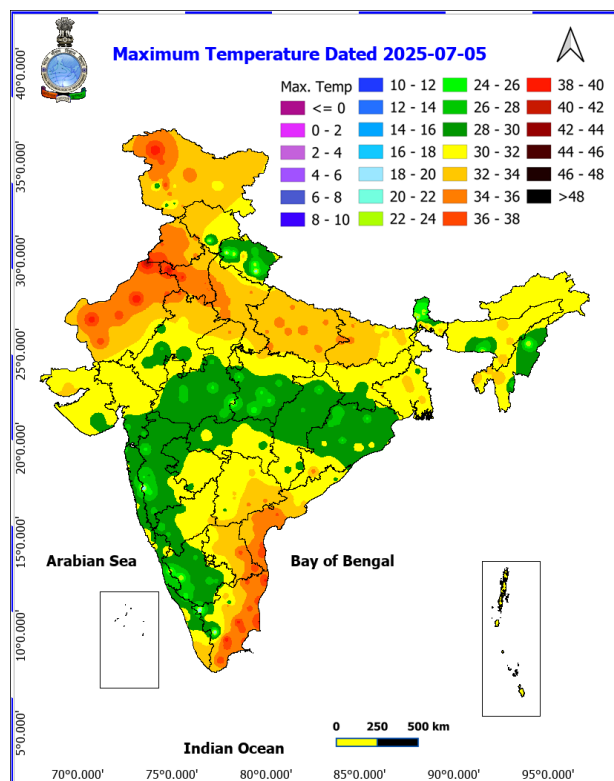 Maximum Temperature Dated 2025-07-05
Max. Temp
<= 0
0 - 2
2 - 4
4 - 6
6 - 8
8 - 10
10 - 12
12 - 14
14 - 16
16 - 18
18 - 20
20 - 22
22 - 24
24 - 26
26 - 28
28 - 30
30 - 32
32 - 34
34 - 36
36 - 38
38 - 40
40 - 42
42 - 44
44 - 46
46 - 48
>48
40°0.000'
35°0.000'
30°0.000'
25°0.000'
20°0.000'
15°0.000'
10°0.000'
5°0.000'
Arabian Sea
Bay of Bengal
0 250 500 km
Indian Ocean
70°0.000' 75°0.000' 80°0.000' 85°0.000' 90°0.000' 95°0.000'